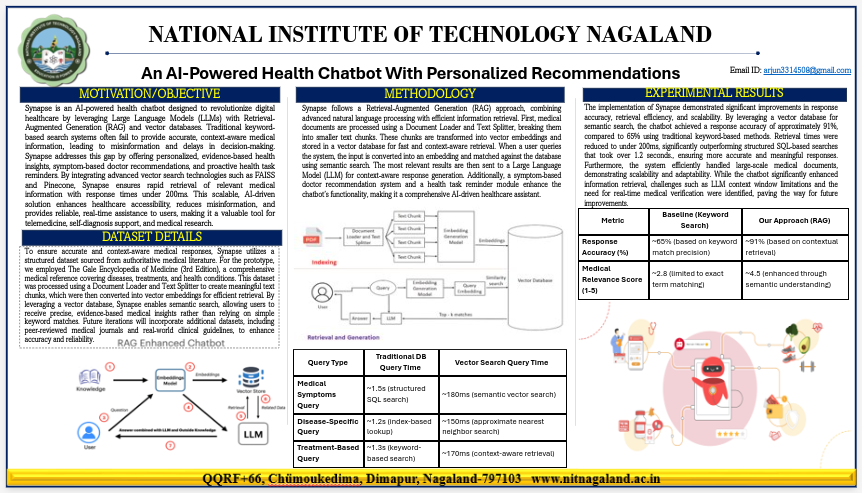 NATIONAL INSTITUTE OF TECHNOLOGY NAGALAND
An AI-Powered Health Chatbot With Personalized Recommendations
Email ID: arjun3314508@gmail.com
MOTIVATION/OBJECTIVE
Synapse is an AI-powered health chatbot designed to revolutionize digital
healthcare by leveraging Large Language Models (LLMs) with Retrieval-
Augmented Generation (RAG) and vector databases. Traditional keyword-
based search systems often fail to provide accurate, context-aware medical
information, leading to misinformation and delays in decision-making.
Synapse addresses this gap by offering personalized, evidence-based health
insights, symptom-based doctor recommendations, and proactive health task
reminders. By integrating advanced vector search technologies such as FAISS
and Pinecone, Synapse ensures rapid retrieval of relevant medical
information with response times under 200ms. This scalable, AI-driven
solution enhances healthcare accessibility, reduces misinformation, and
provides reliable, real-time assistance to users, making it a valuable tool for
telemedicine, self-diagnosis support, and medical research.
DATASET DETAILS
To ensure accurate and context-aware medical responses, Synapse utilizes a
structured dataset sourced from authoritative medical literature. For the prototype,
we employed The Gale Encyclopedia of Medicine (3rd Edition), a comprehensive
medical reference covering diseases, treatments, and health conditions. This dataset
was processed using a Document Loader and Text Splitter to create meaningful text
chunks, which were then converted into vector embeddings for efficient retrieval. By
leveraging a vector database, Synapse enables semantic search, allowing users to
receive precise, evidence-based medical insights rather than relying on simple
keyword matches. Future iterations will incorporate additional datasets, including
peer-reviewed medical journals and real-world clinical guidelines, to enhance
accuracy and reliability.
RAG Enhanced Chatbot
1
2
Embeddings
Knowledge
Embeddings Model
Vector Store
Question
Retrieval
Related Data
Answer combined with LLM and Outside Knowledge
User
LLM
METHODOLOGY
Synapse follows a Retrieval-Augmented Generation (RAG) approach, combining
advanced natural language processing with efficient information retrieval. First, medical
documents are processed using a Document Loader and Text Splitter, breaking them
into smaller text chunks. These chunks are transformed into vector embeddings and
stored in a vector database for fast and context-aware retrieval. When a user queries
the system, the input is converted into an embedding and matched against the database
using semantic search. The most relevant results are then sent to a Large Language
Model (LLM) for context-aware response generation. Additionally, a symptom-based
doctor recommendation system and a health task reminder module enhance the
chatbot's functionality, making it a comprehensive AI-driven healthcare assistant.
PDF
Document Loader and Text Splitter
Text Chunk
Text Chunk
Text Chunk
Text Chunk
Embedding Generation Model
Embeddings
Indexing
Vector Database
User
Query
Embedding Generation Model
Query Embedding
Similarity search
Answer
LLM
Top - k matches
Retrieval and Generation
Query Type | Traditional DB Query Time | Vector Search Query Time
Medical Symptoms Query | ~1.5s (structured SQL search) | ~180ms (semantic vector search)
Disease-Specific Query | ~1.2s (index-based lookup) | ~150ms (approximate nearest neighbor search)
Treatment-Based Query | ~1.3s (keyword-based search) | ~170ms (context-aware retrieval)
EXPERIMENTAL RESULTS
The implementation of Synapse demonstrated significant improvements in response
accuracy, retrieval efficiency, and scalability. By leveraging a vector database for
semantic search, the chatbot achieved a response accuracy of approximately 91%,
compared to 65% using traditional keyword-based methods. Retrieval times were
reduced to under 200ms, significantly outperforming structured SQL-based searches
that took over 1.2 seconds, ensuring more accurate and meaningful responses.
Furthermore, the system efficiently handled large-scale medical documents,
demonstrating scalability and adaptability. While the chatbot significantly enhanced
information retrieval, challenges such as LLM context window limitations and the
need for real-time medical verification were identified, paving the way for future
improvements.
Metric | Baseline (Keyword Search) | Our Approach (RAG)
Response Accuracy (%) | ~65% (based on keyword match precision) | ~91% (based on contextual retrieval)
Medical Relevance Score (1-5) | ~2.8 (limited to exact term matching) | ~4.5 (enhanced through semantic understanding)
QQRF+66, Chümoukedima, Dimapur, Nagaland-797103 www.nitnagaland.ac.in